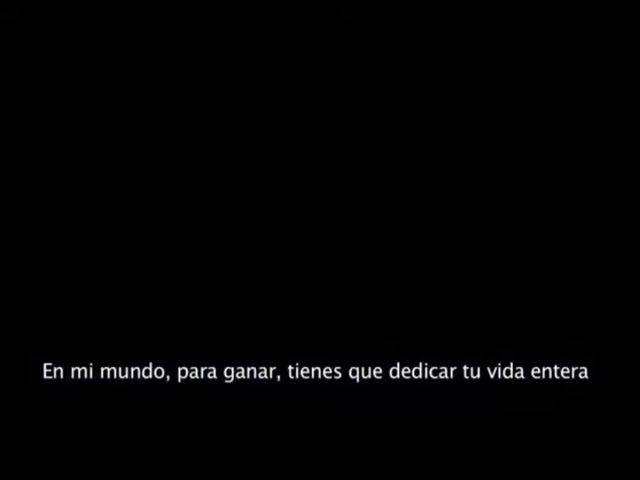 En mi mundo, para ganar, tienes que dedicar tu vida entera